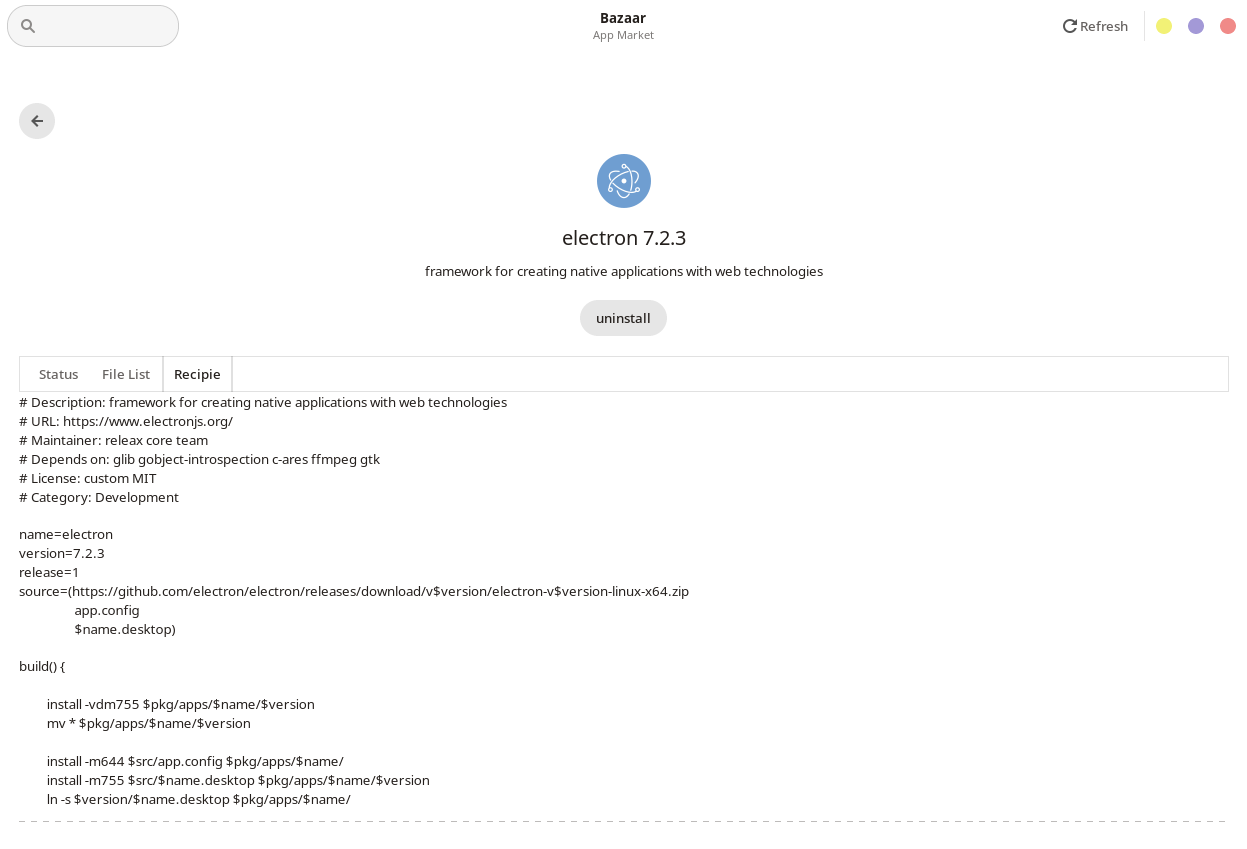 Bazaar
App Market
Refresh
electron 7.2.3
framework for creating native applications with web technologies
uninstall
Status File List Recipie
# Description: framework for creating native applications with web technologies
# URL: https://www.electronjs.org/
# Maintainer: releax core team
# Depends on: glib gobject-introspection c-ares ffmpeg gtk
# License: custom MIT
# Category: Development
name=electron
version=7.2.3
release=1
source=(https://github.com/electron/electron/releases/download/v$version/electron-v$version-linux-x64.zip
app.config
$name.desktop)
build() {
install -vdm755 $pkg/apps/$name/$version
mv * $pkg/apps/$name/$version
install -m644 $src/app.config $pkg/apps/$name/
install -m755 $src/$name.desktop $pkg/apps/$name/$version
ln -s $version/$name.desktop $pkg/apps/$name/